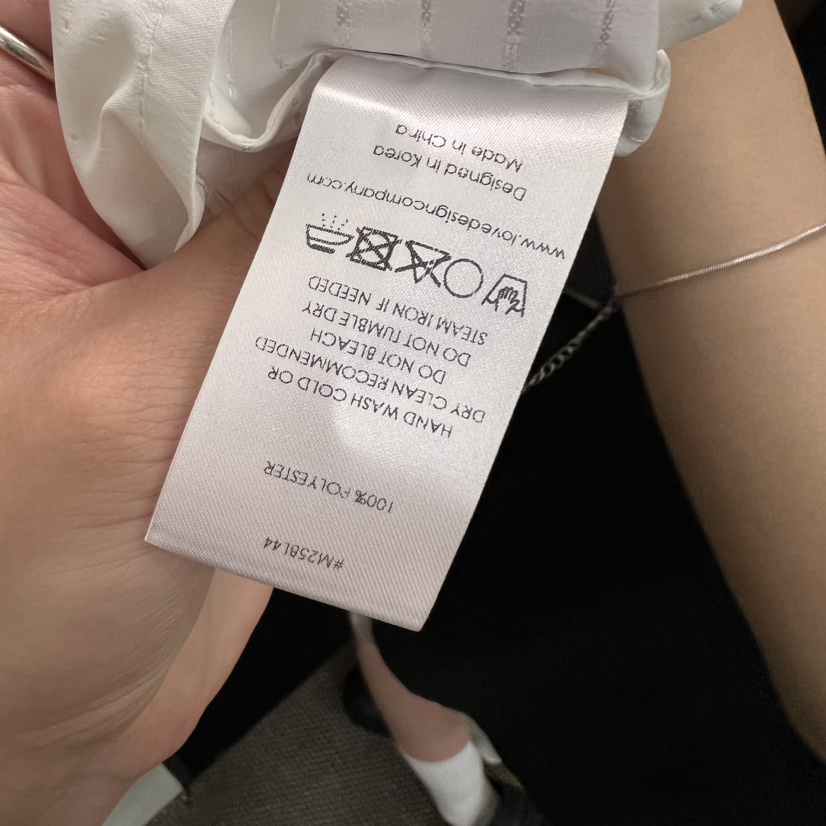 #M258L44
100% POLYESTER
HAND WASH COLD OR
DRY CLEAN RECOMMENDED
DO NOT BLEACH
DO NOT TUMBLE DRY
STEAM IRON IF NEEDED
www.lovedesigncompany.com
Designed in Korea
Made in China